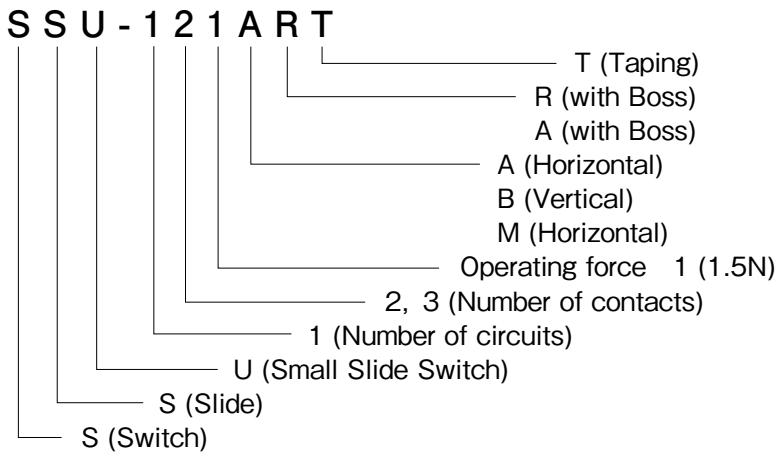 SSU-121ART
T (Taping)
R (with Boss)
A (with Boss)
A (Horizontal)
B (Vertical)
M (Horizontal)
Operating force 1 (1.5N)
2, 3 (Number of contacts)
1 (Number of circuits)
U (Small Slide Switch)
S (Slide)
S (Switch)